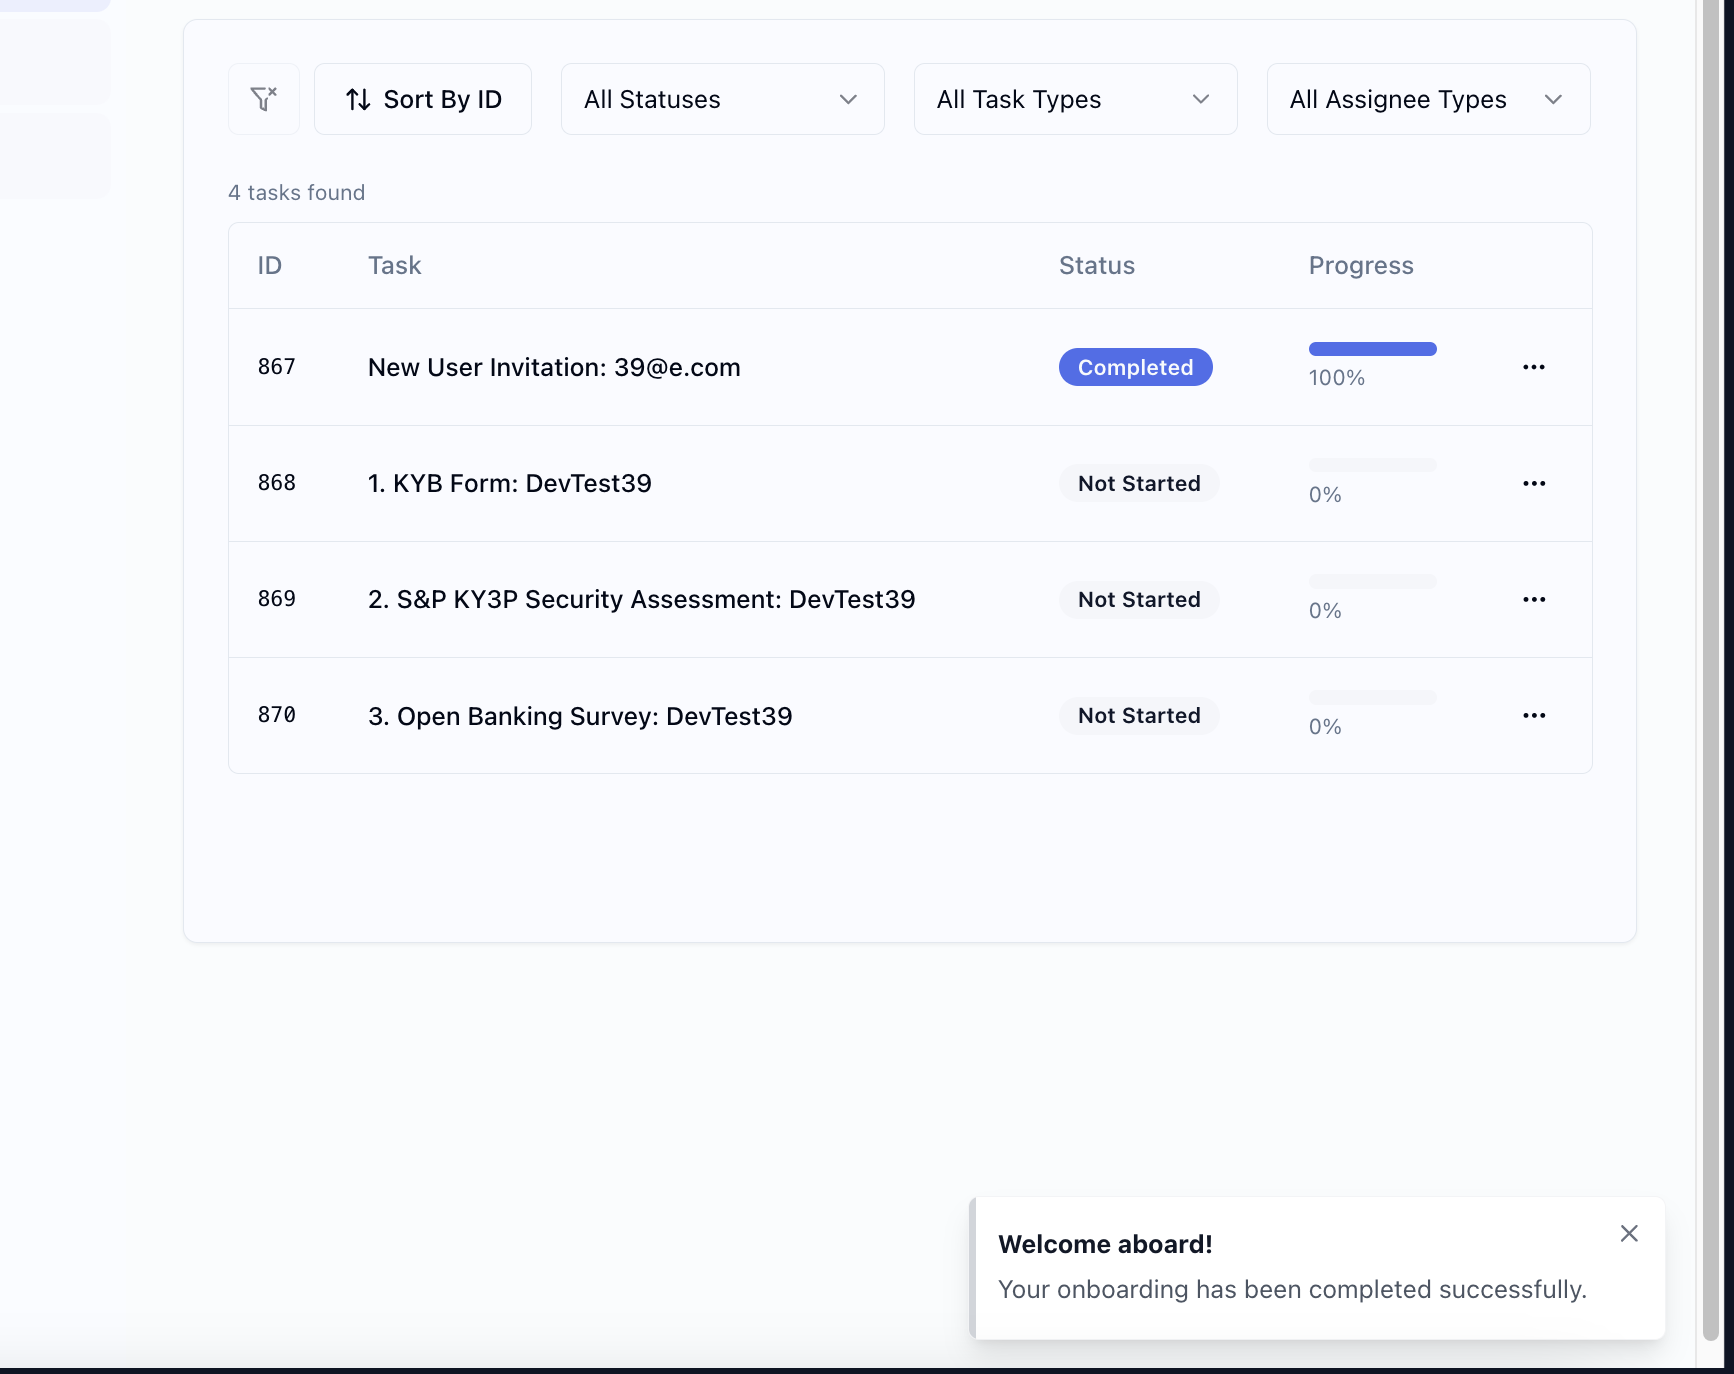 Sort By ID All Statuses All Task Types All Assignee Types
4 tasks found
ID Task Status Progress
867 New User Invitation: 39@e.com Completed 100%
868 1. KYB Form: DevTest39 Not Started 0%
869 2. S&P KY3P Security Assessment: DevTest39 Not Started 0%
870 3. Open Banking Survey: DevTest39 Not Started 0%
Welcome aboard!
Your onboarding has been completed successfully.